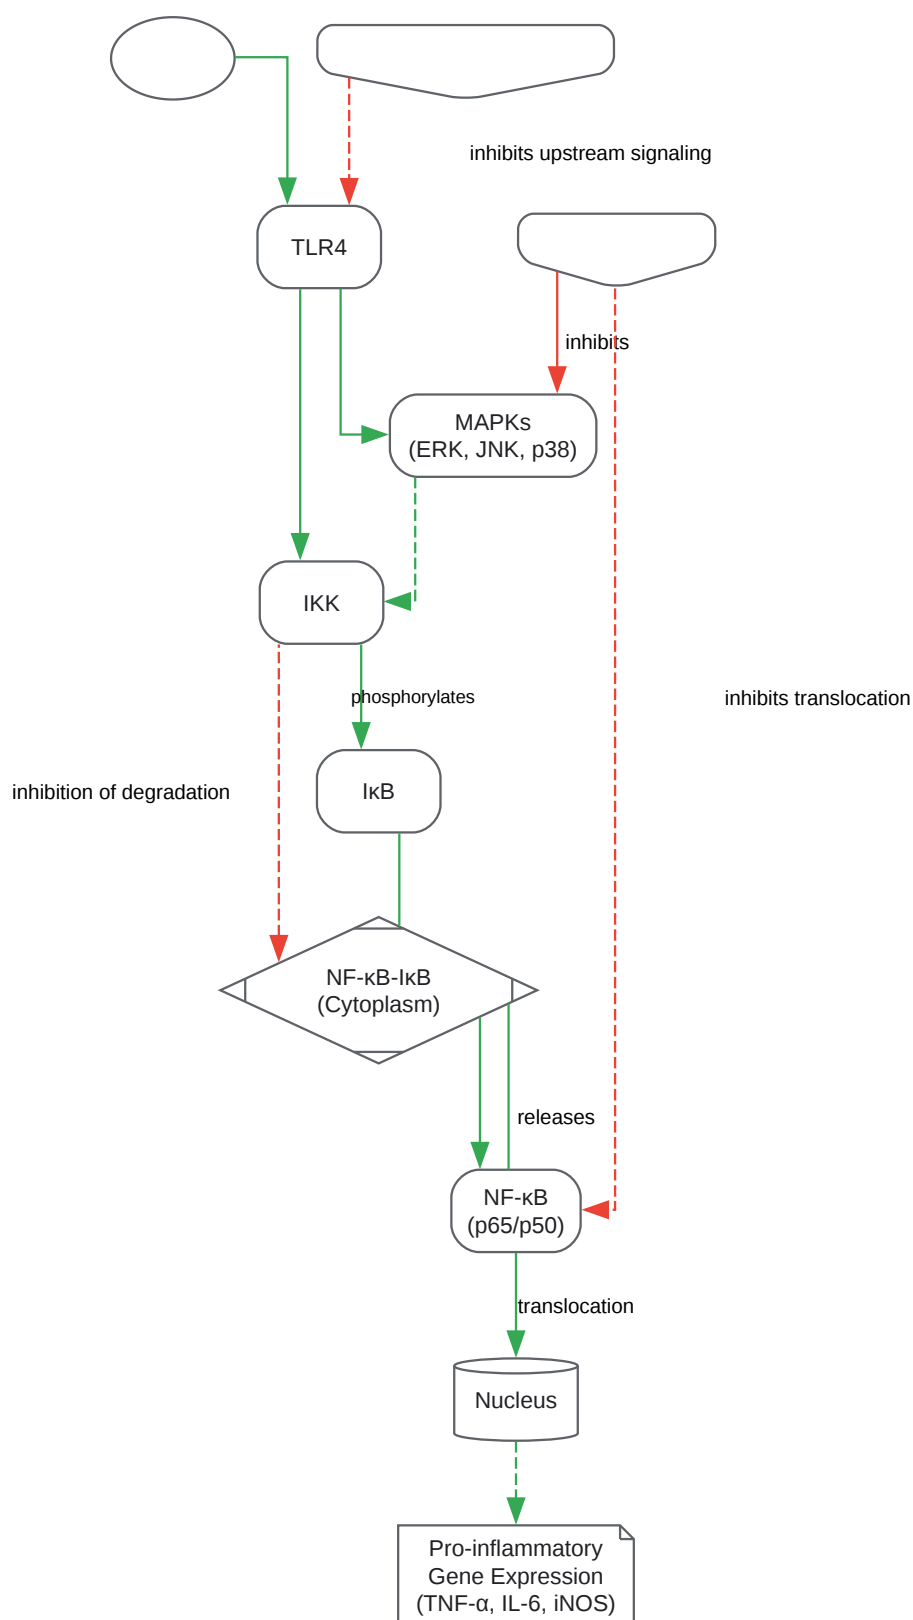 inhibits upstream signaling
TLR4
inhibits
MAPKs
(ERK, JNK, p38)
IKK
phosphorylates
inhibits translocation
inhibition of degradation
IκB
NF-κB-IκB
(Cytoplasm)
releases
NF-κB
(p65/p50)
translocation
Nucleus
Pro-inflammatory
Gene Expression
(TNF-α, IL-6, iNOS)